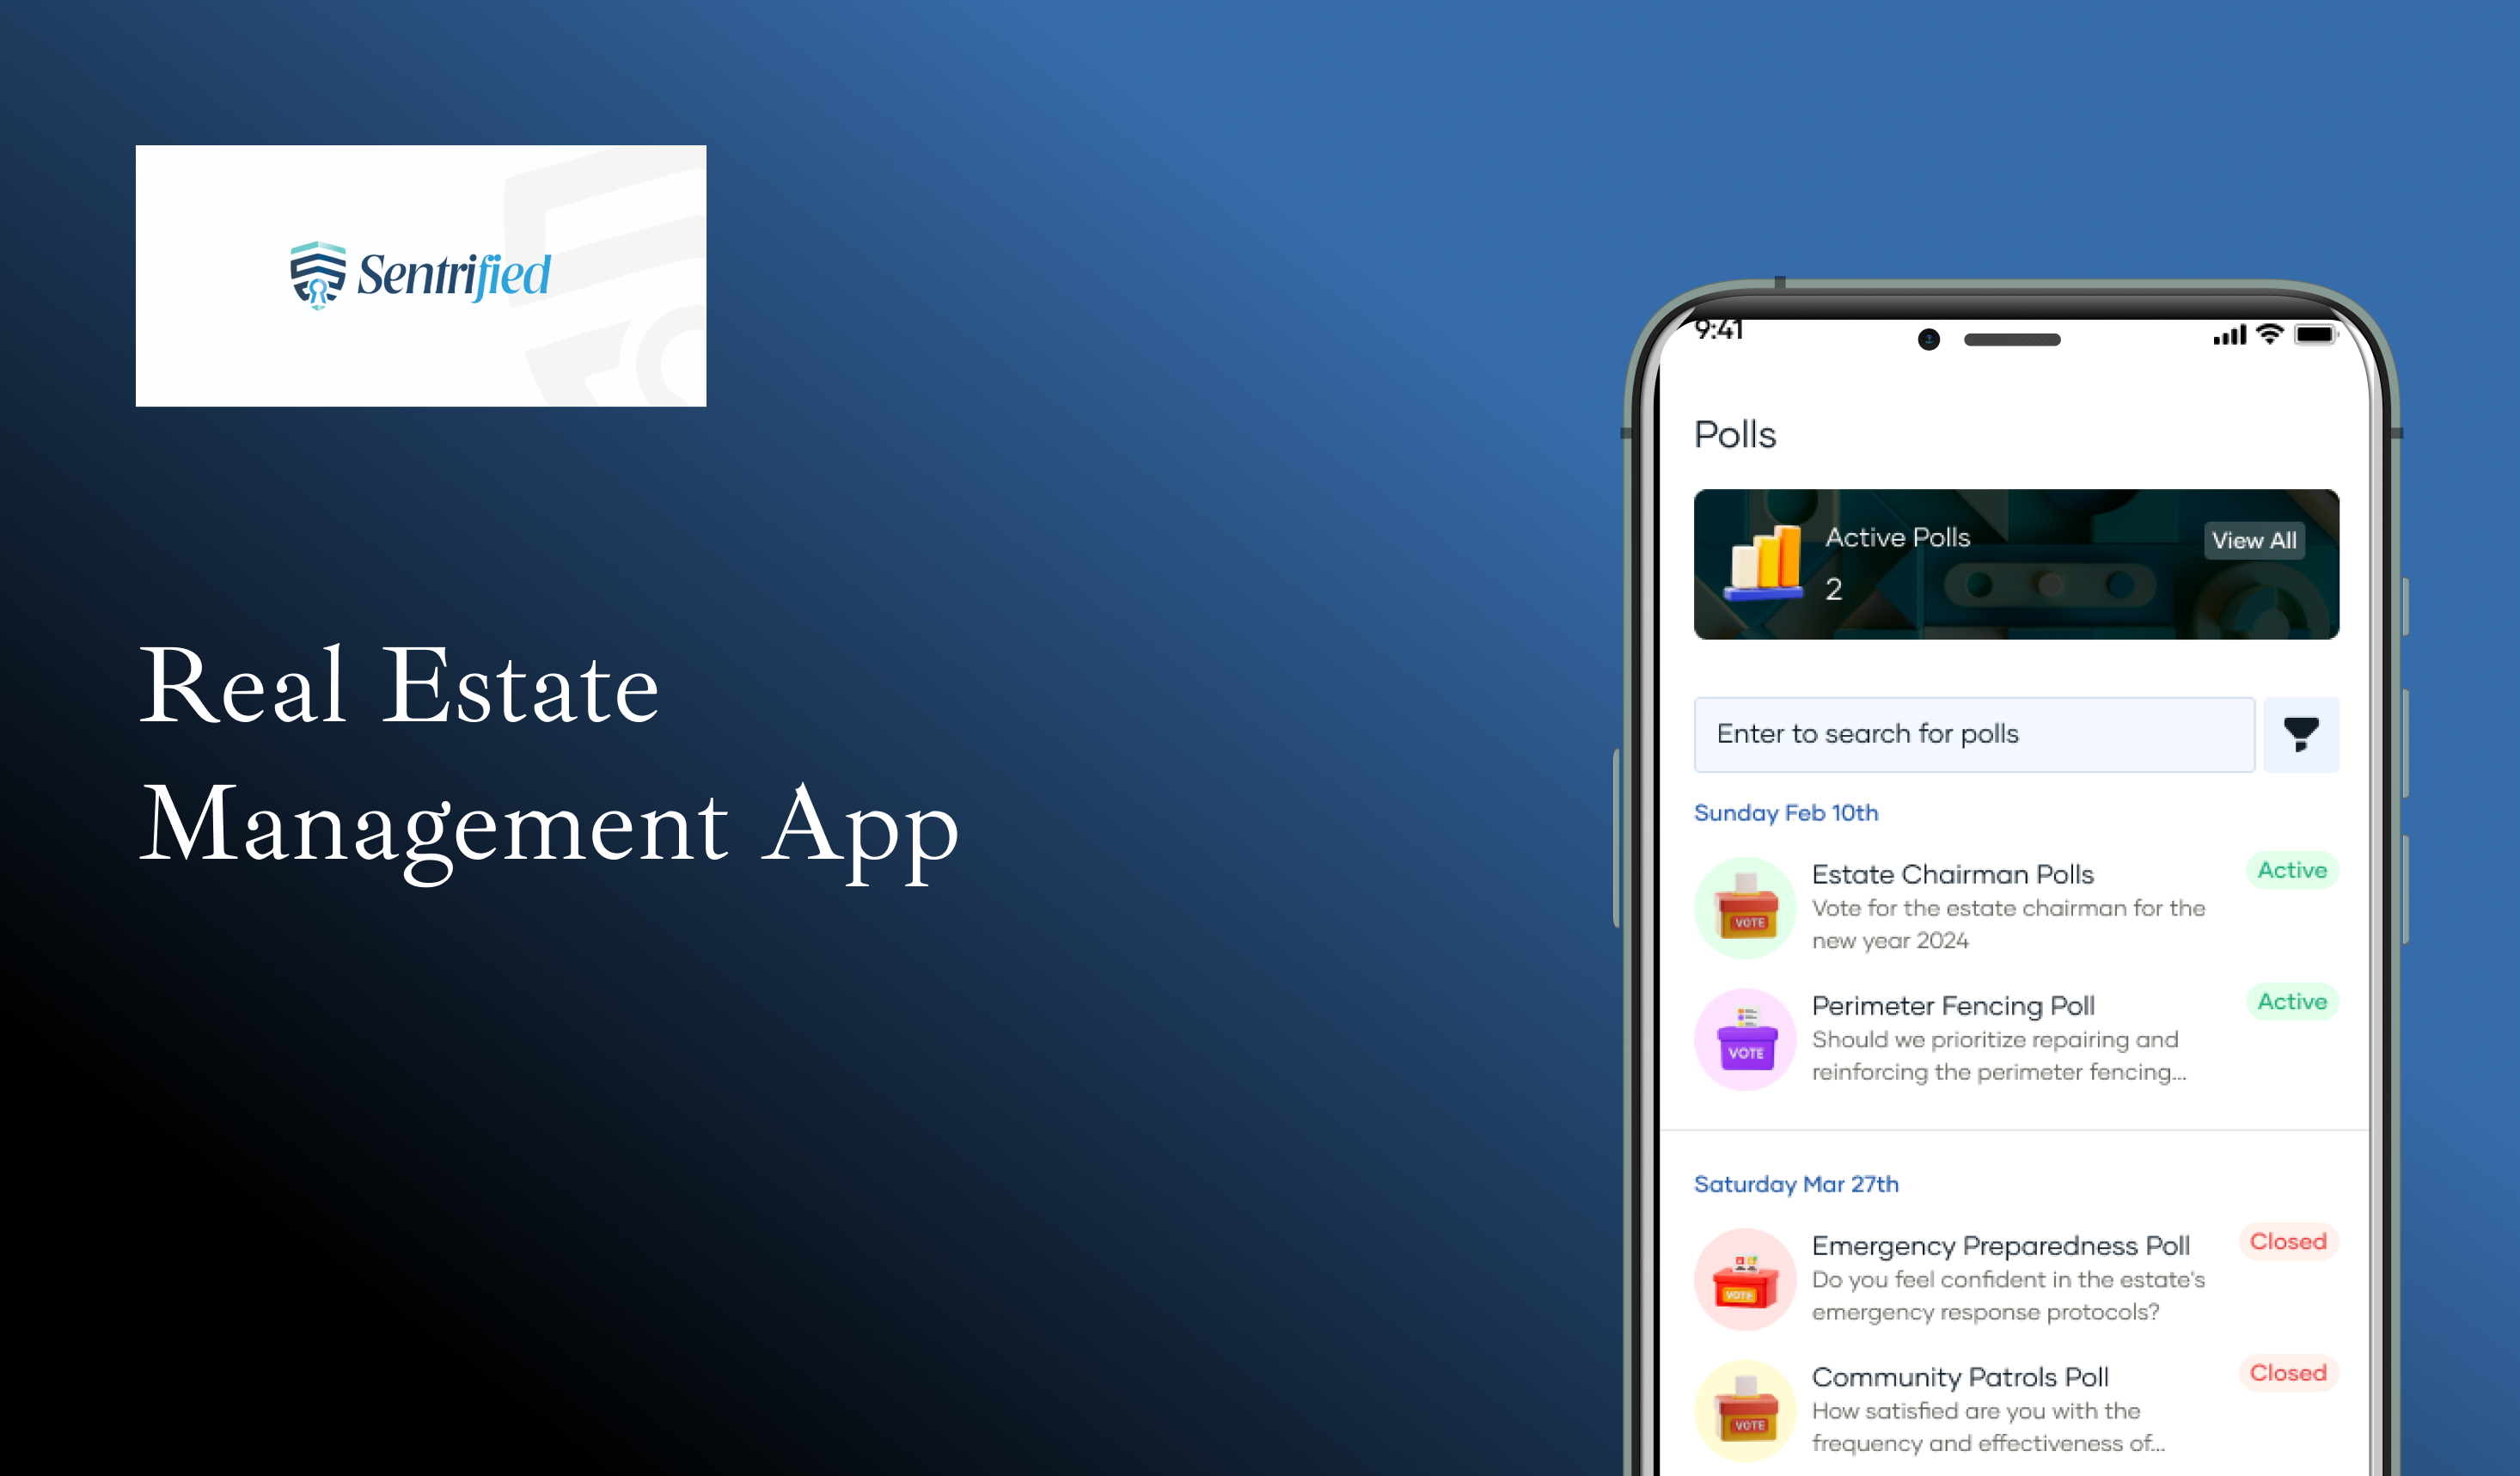 Sentrified
Real Estate
Management App
9:41
Polls
Active Polls
View All
2
Enter to search for polls
Sunday Feb 10th
Estate Chairman Polls
Active
Vote for the estate chairman for the
new year 2024
VOTE
Perimeter Fencing Poll
Active
Should we prioritize repairing and
reinforcing the perimeter fencing...
VOTE
Saturday Mar 27th
Emergency Preparedness Poll
Closed
Do you feel confident in the estate's
emergency response protocols?
VOTE
Community Patrols Poll
Closed
How satisfied are you with the
frequency and effectiveness of...
VOTE